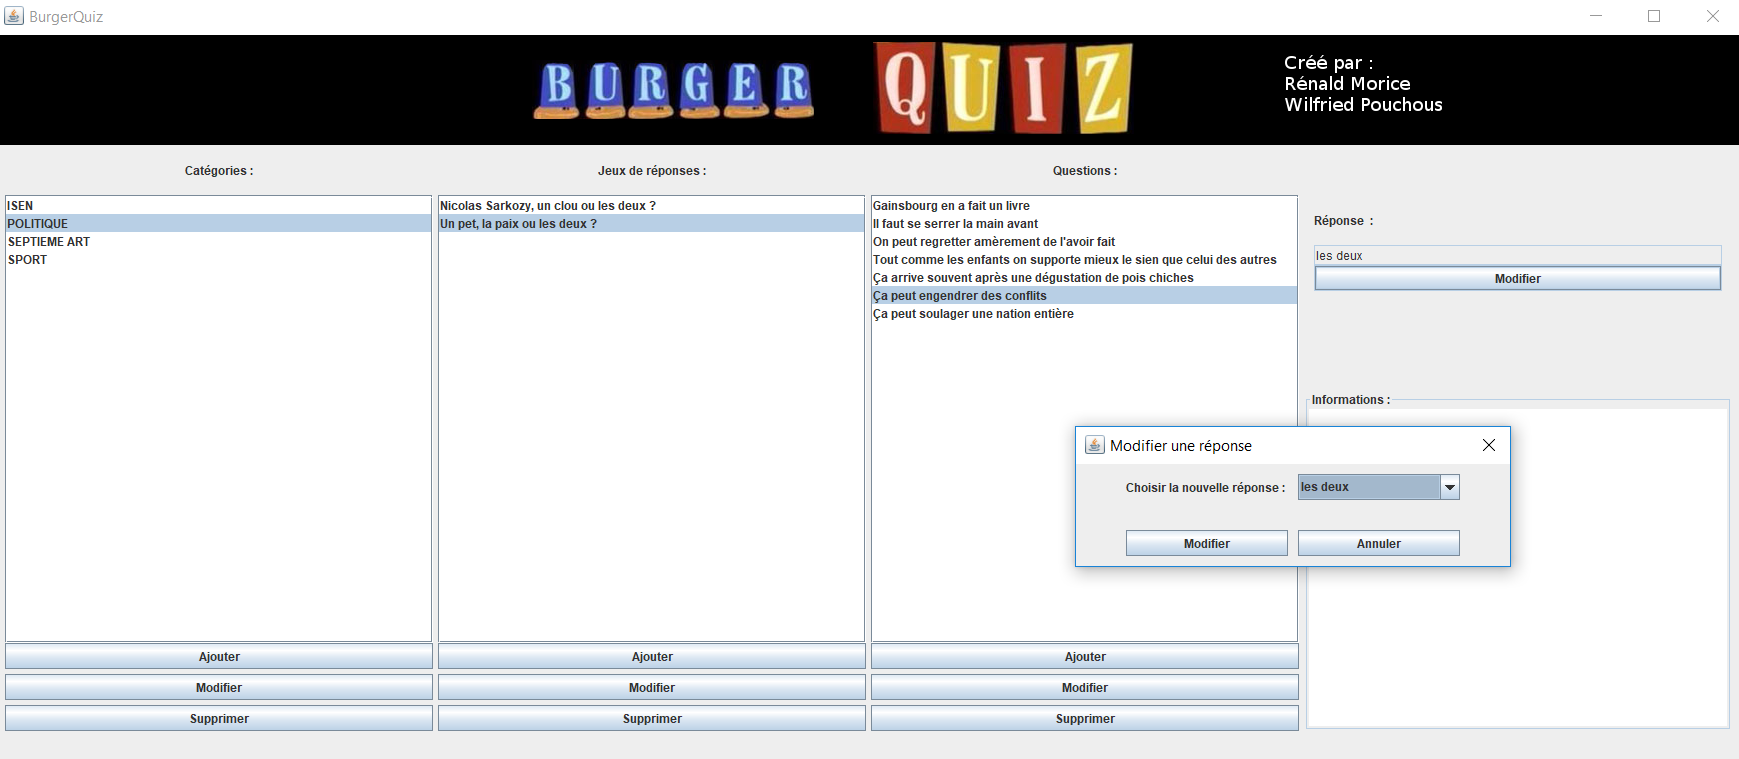 BurgerQuiz
BURGER QUIZ
Créé par :
Rénald Morice
Wilfried Pouchous
Catégories :
ISEN
POLITIQUE
SEPTIEME ART
SPORT
Ajouter
Modifier
Supprimer
Jeux de réponses :
Nicolas Sarkozy, un clou ou les deux ?
Un pet, la paix ou les deux ?
Ajouter
Modifier
Supprimer
Questions :
Gainsbourg en a fait un livre
Il faut se serrer la main avant
On peut regretter amèrement de l'avoir fait
Tout comme les enfants on supporte mieux le sien que celui des autres
Ça arrive souvent après une dégustation de pois chiches
Ça peut engendrer des conflits
Ça peut soulager une nation entière
Ajouter
Modifier
Supprimer
Réponse :
les deux
Modifier
Informations :
Modifier une réponse
Choisir la nouvelle réponse :
les deux
Modifier
Annuler